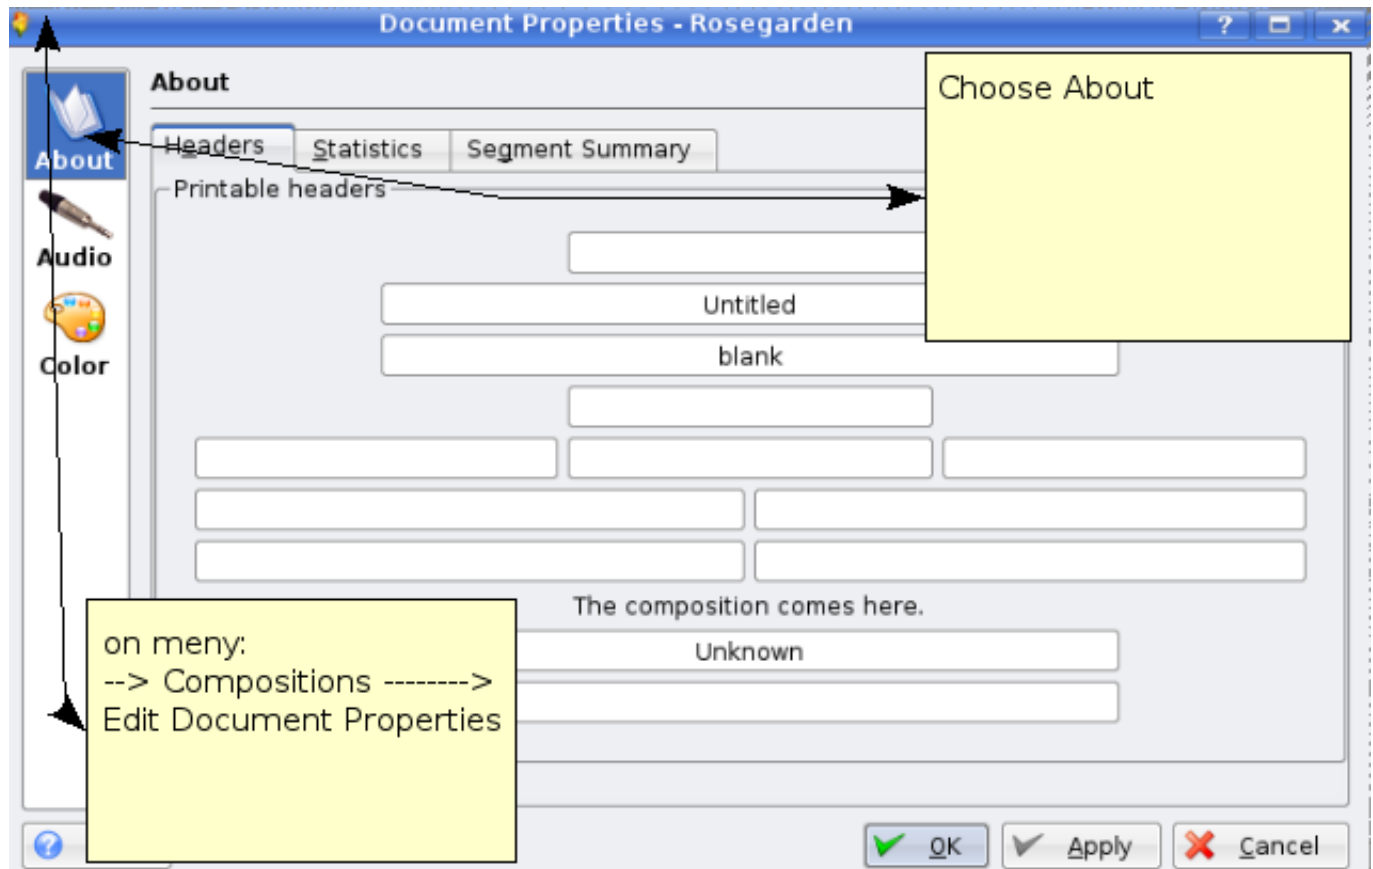 Document Properties - Rosegarden
About
Choose About
About
Headers Statistics Segment Summary
Printable headers
Audio
Untitled
Color
blank
The composition comes here.
on meny:
--> Compositions -------->
Edit Document Properties
Unknown
OK Apply Cancel